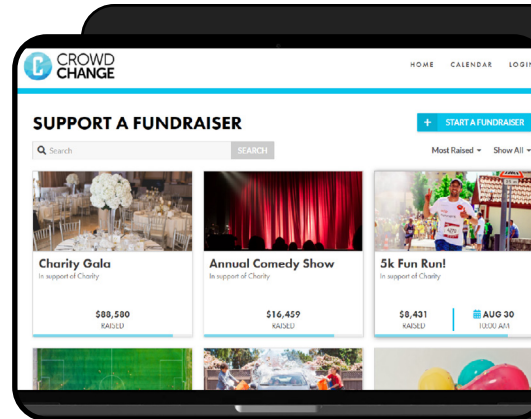 CROWD
CHANGE
HOME CALENDAR LOGIN
SUPPORT A FUNDRAISER
+ START A FUNDRAISER
Search SEARCH
Most Raised Show All
Charity Gala
In support of Charity
$88,580
RAISED
Annual Comedy Show
In support of Charity
$16,459
RAISED
5k Fun Run!
In support of Charity
$8,431
RAISED
AUG 30
10:00 AM